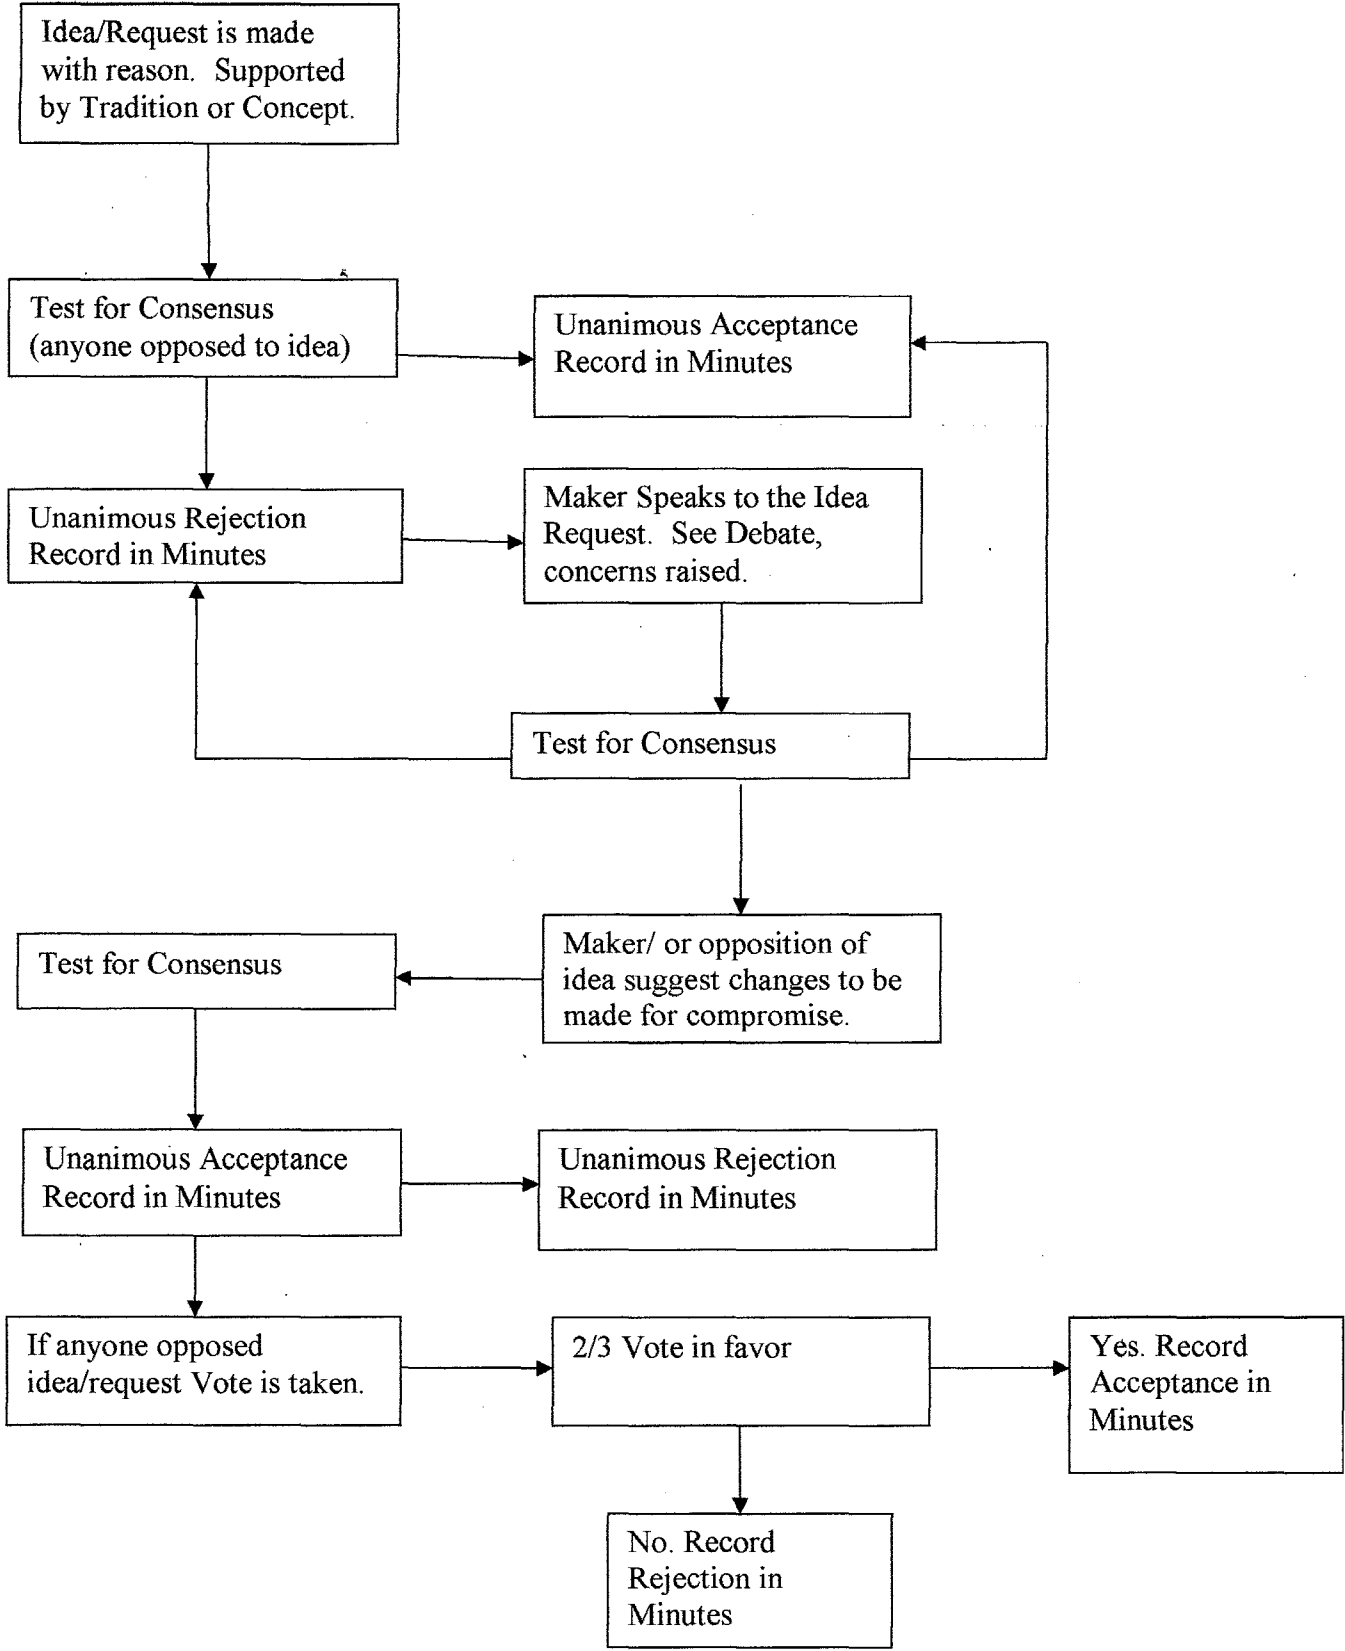 Idea/Request is made
with reason.  Supported
by Tradition or Concept.
Test for Consensus
(anyone opposed to idea)
Unanimous Acceptance
Record in Minutes
Unanimous Rejection
Record in Minutes
Maker Speaks to the Idea
Request.  See Debate,
concerns raised.
Test for Consensus
Maker/ or opposition of
idea suggest changes to be
made for compromise.
Test for Consensus
Unanimous Acceptance
Record in Minutes
Unanimous Rejection
Record in Minutes
If anyone opposed
idea/request Vote is taken.
2/3 Vote in favor
Yes. Record
Acceptance in
Minutes
No. Record
Rejection in
Minutes